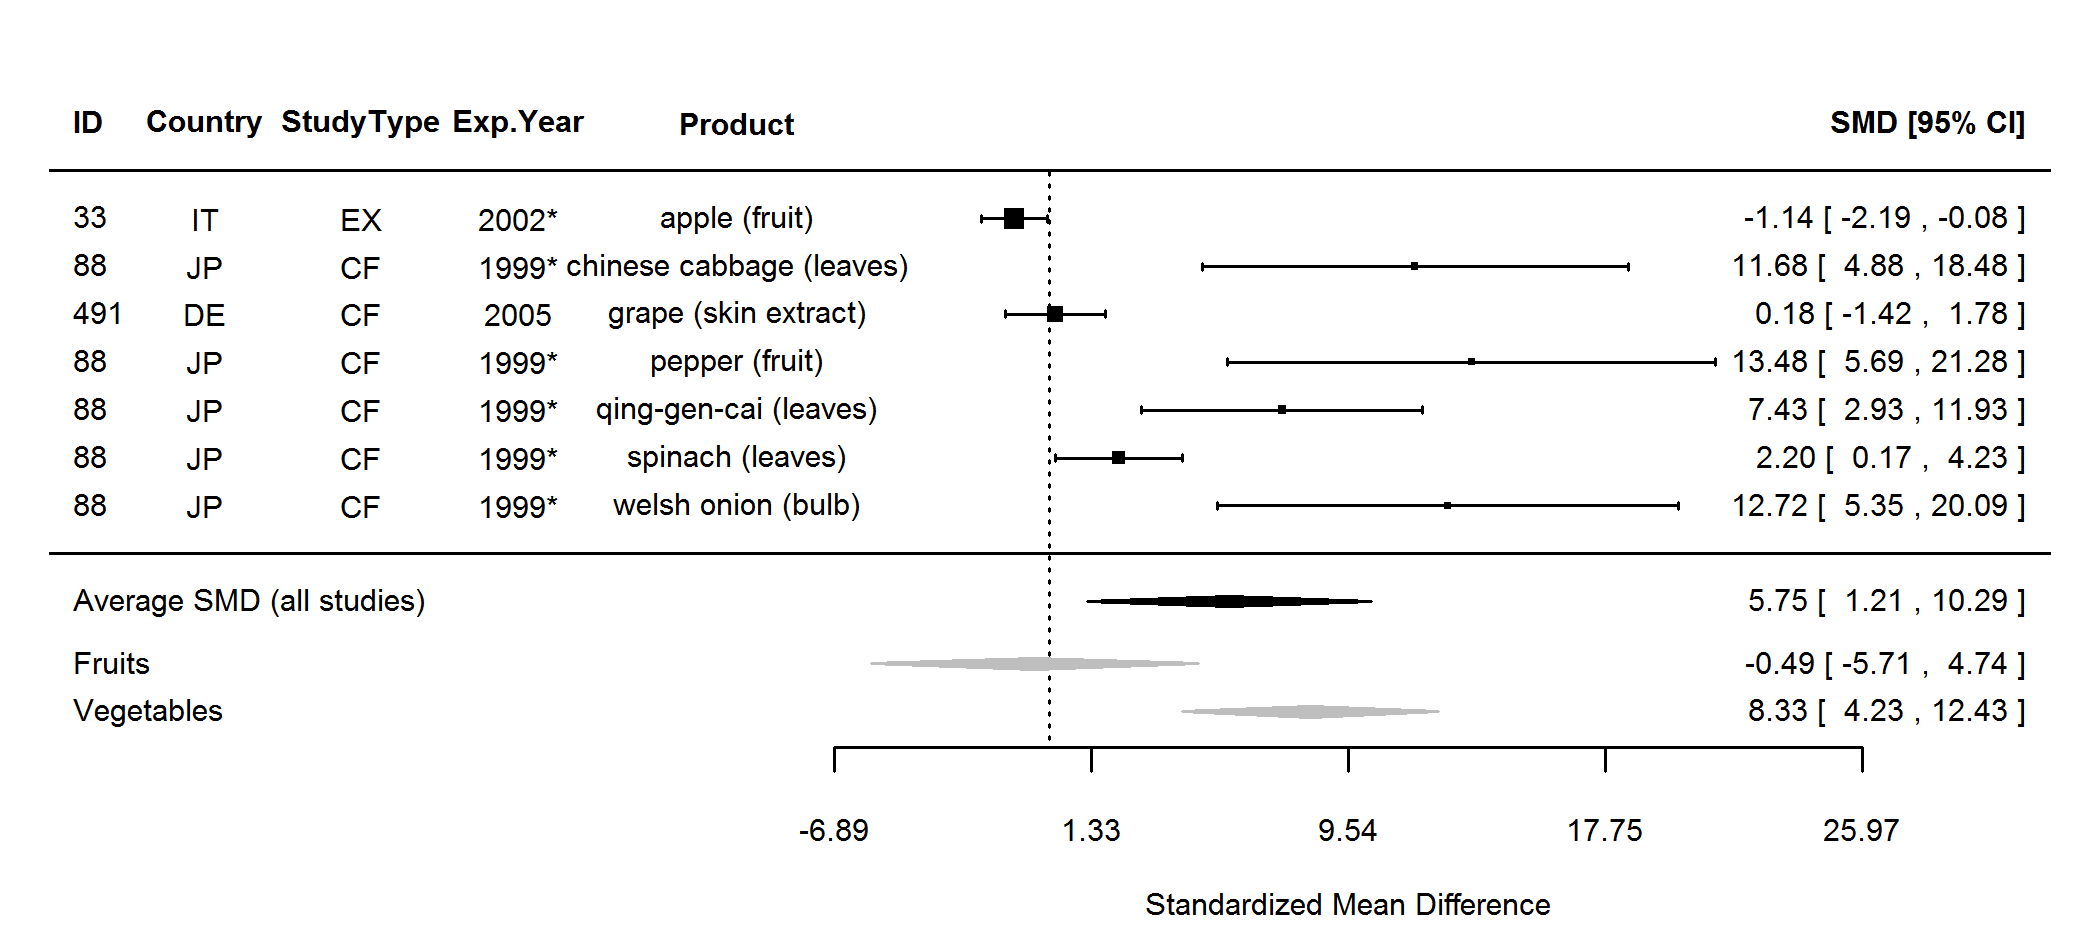 ID Country StudyType Exp.Year Product SMD [95% CI]
33 IT EX 2002* apple (fruit) -1.14 [ -2.19 , -0.08 ]
88 JP CF 1999* chinese cabbage (leaves) 11.68 [ 4.88 , 18.48 ]
491 DE CF 2005 grape (skin extract) 0.18 [ -1.42 , 1.78 ]
88 JP CF 1999* pepper (fruit) 13.48 [ 5.69 , 21.28 ]
88 JP CF 1999* qing-gen-cai (leaves) 7.43 [ 2.93 , 11.93 ]
88 JP CF 1999* spinach (leaves) 2.20 [ 0.17 , 4.23 ]
88 JP CF 1999* welsh onion (bulb) 12.72 [ 5.35 , 20.09 ]
Average SMD (all studies) 5.75 [ 1.21 , 10.29 ]
Fruits -0.49 [ -5.71 , 4.74 ]
Vegetables 8.33 [ 4.23 , 12.43 ]
-6.89 1.33 9.54 17.75 25.97
Standardized Mean Difference